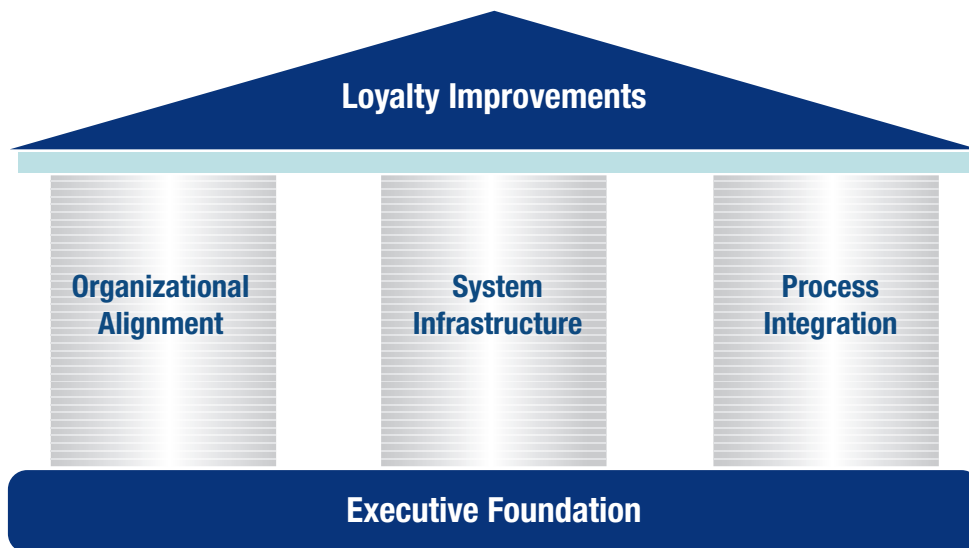 Loyalty Improvements
Organizational
Alignment
System
Infrastructure
Process
Integration
Executive Foundation